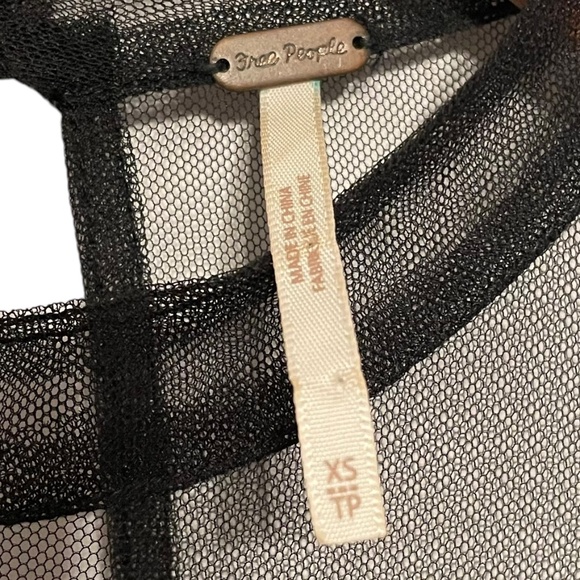 Free People
MADE IN CHINA
FABRIQUÉ EN CHINE
XS
TP